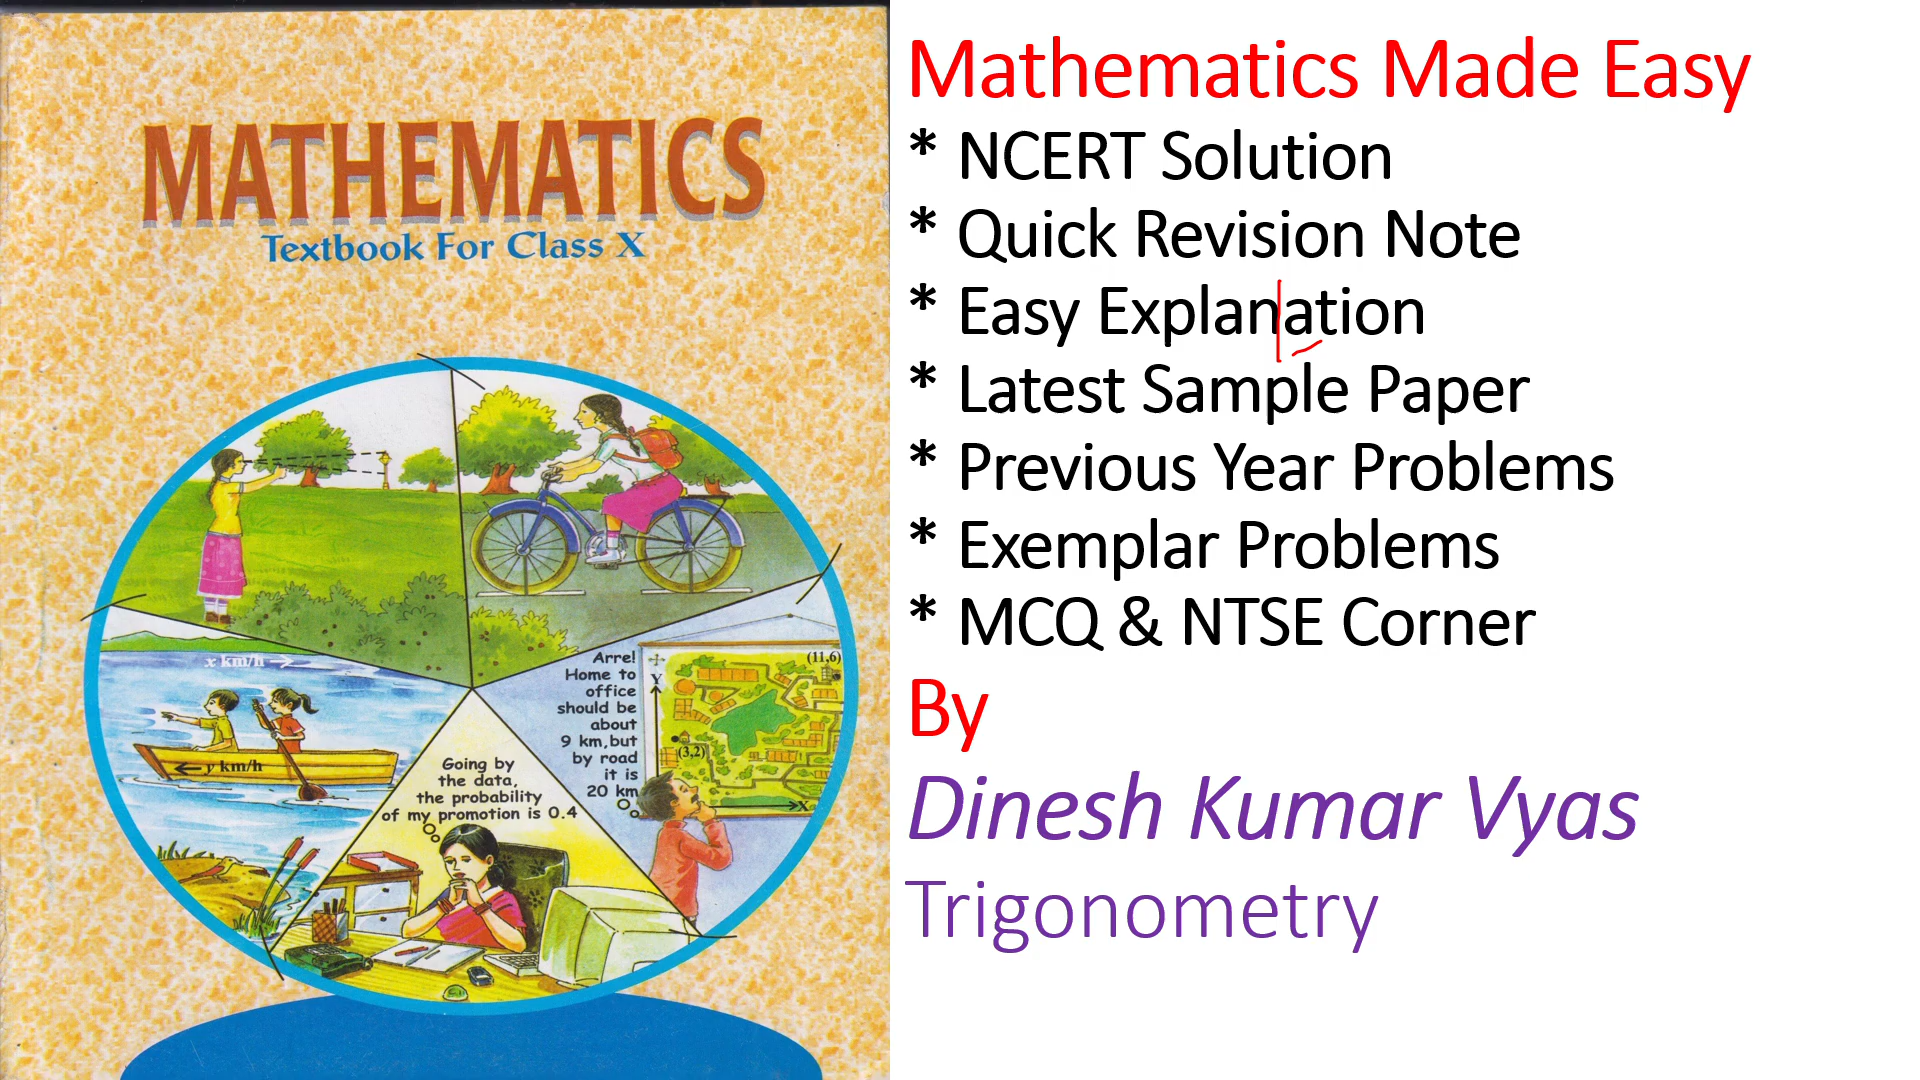 MATHEMATICS
Textbook For Class X
x km/h
y km/h
Arre!
Home to
office
should be
about
9 km,but
by road
it is
20 km
(11,6)
Y
(3,2)
X
Going by
the data,
the probability
of my promotion is 0.4
Mathematics Made Easy
* NCERT Solution
* Quick Revision Note
* Easy Explanation
* Latest Sample Paper
* Previous Year Problems
* Exemplar Problems
* MCQ & NTSE Corner
By
Dinesh Kumar Vyas
Trigonometry